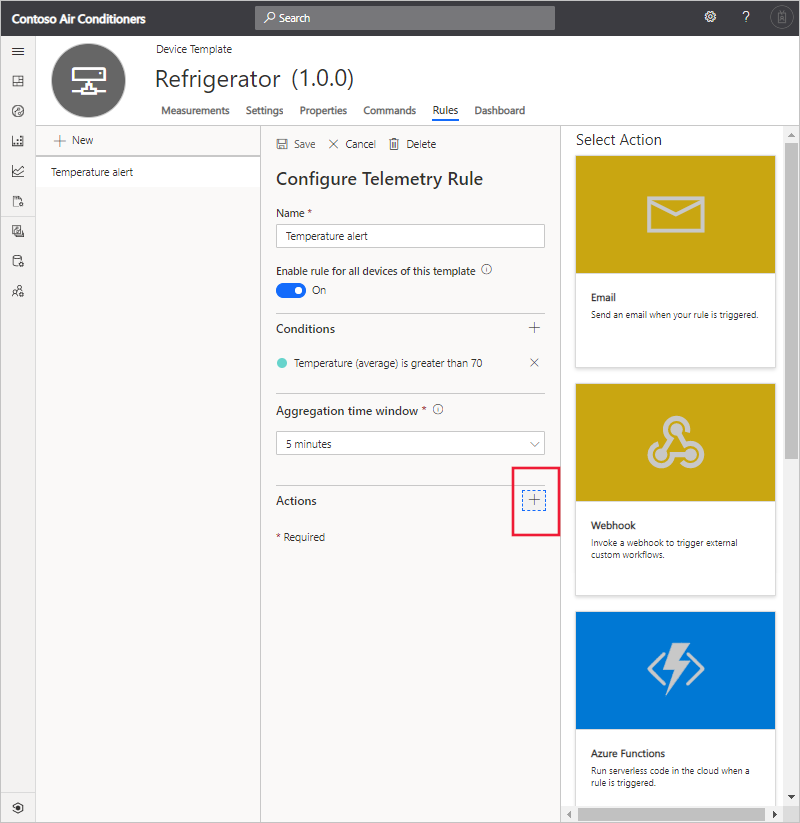 Contoso Air Conditioners
Search
?
Device Template
Refrigerator (1.0.0)
Measurements Settings Properties Commands Rules Dashboard
New
Temperature alert
Save Cancel Delete
Configure Telemetry Rule
Name *
Temperature alert
Enable rule for all devices of this template
On
Conditions
Temperature (average) is greater than 70
Aggregation time window *
5 minutes
Actions
* Required
Select Action
Email
Send an email when your rule is triggered.
Webhook
Invoke a webhook to trigger external
custom workflows.
Azure Functions
Run serverless code in the cloud when a
rule is triggered.